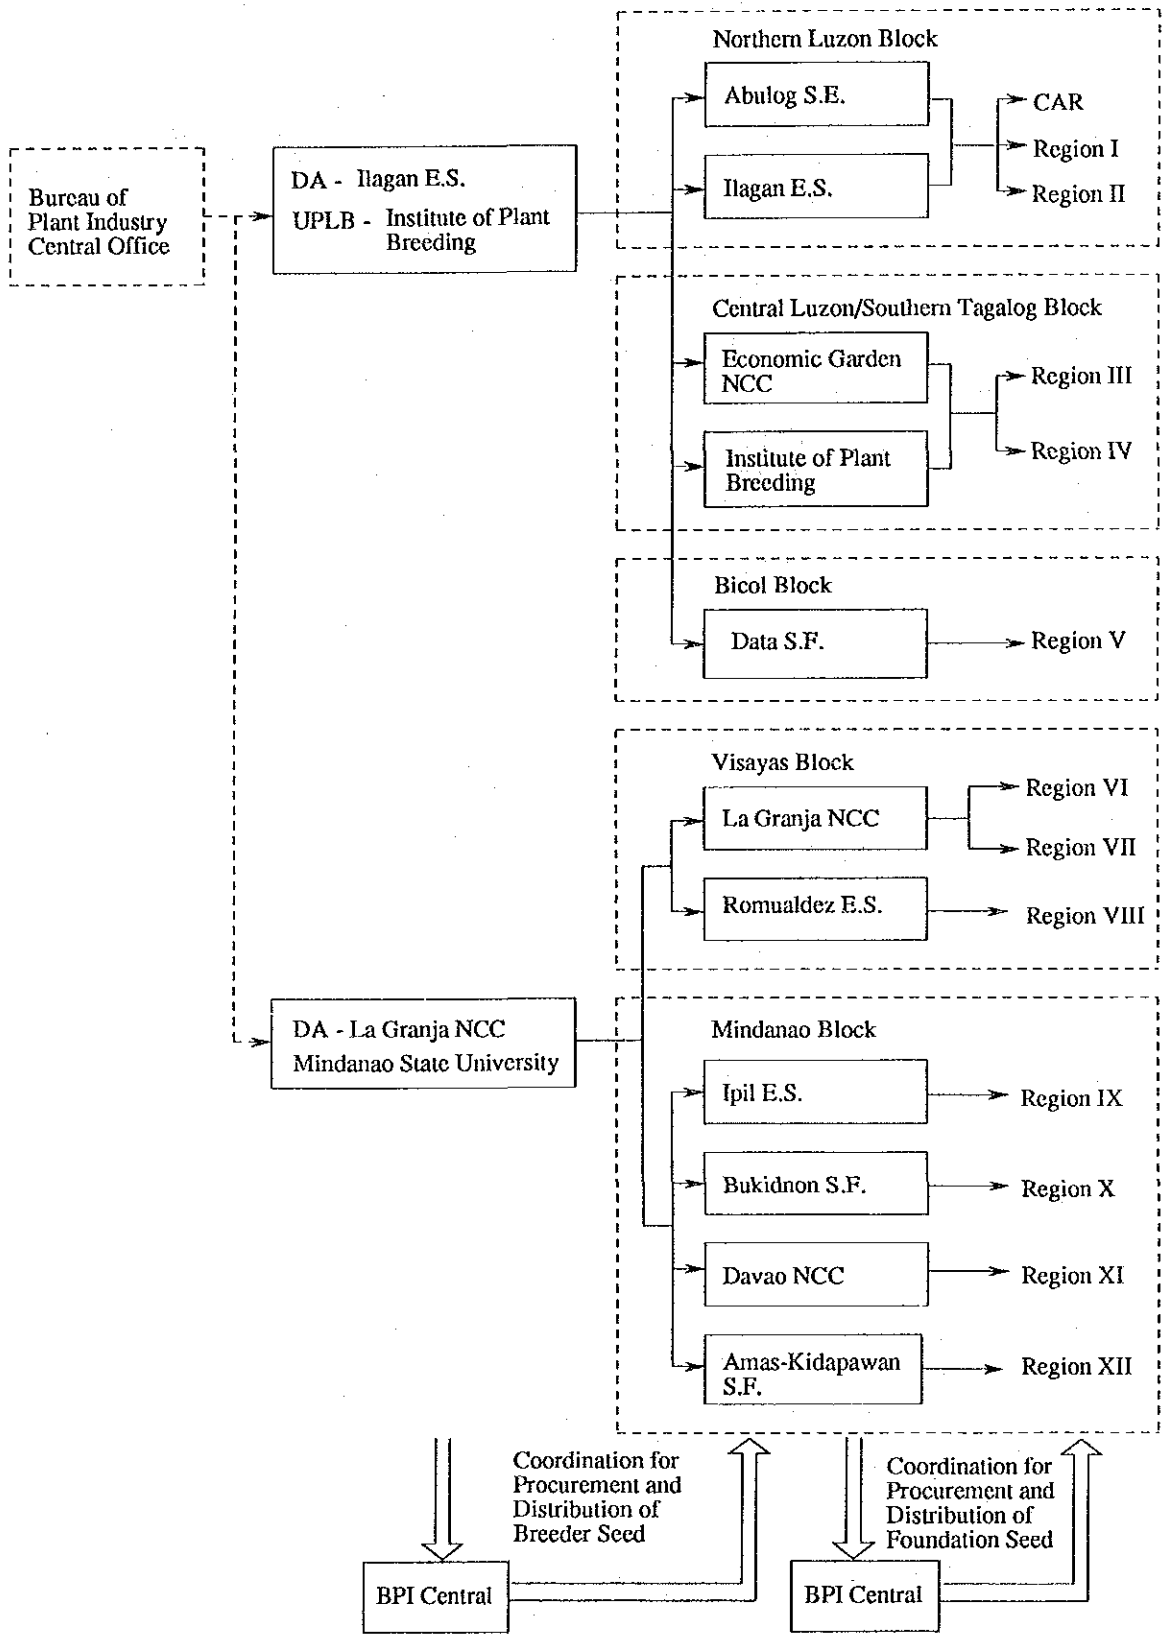 Northern Luzon Block
Abulog S.E.
CAR
Region I
Ilagan E.S.
Region II
Bureau of
Plant Industry
Central Office
DA - Ilagan E.S.
UPLB - Institute of Plant
Breeding
Central Luzon/Southern Tagalog Block
Economic Garden
NCC
Region III
Institute of Plant
Breeding
Region IV
Bicol Block
Data S.F.
Region V
Visayas Block
La Granja NCC
Region VI
Region VII
Romualdez E.S.
Region VIII
DA - La Granja NCC
Mindanao State University
Mindanao Block
Ipil E.S.
Region IX
Bukidnon S.F.
Region X
Davao NCC
Region XI
Amas-Kidapawan
S.F.
Region XII
Coordination for
Procurement and
Distribution of
Breeder Seed
Coordination for
Procurement and
Distribution of
Foundation Seed
BPI Central
BPI Central